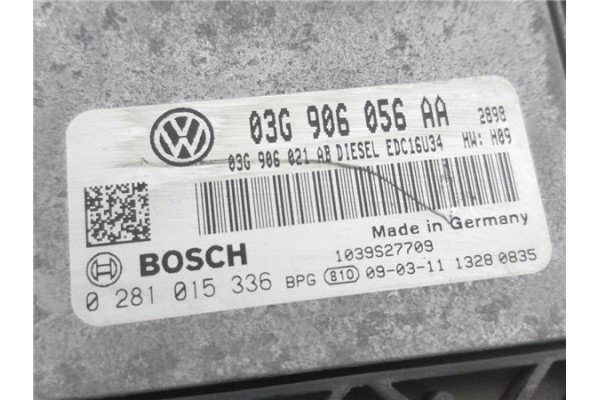 03G 906 056 AA 2898
03G 906 021 AB DIESEL EDC16U34 HW: H09
Made in Germany
BOSCH 1039S27709
0 281 015 336 BPG 810 09-03-11 1328 0835